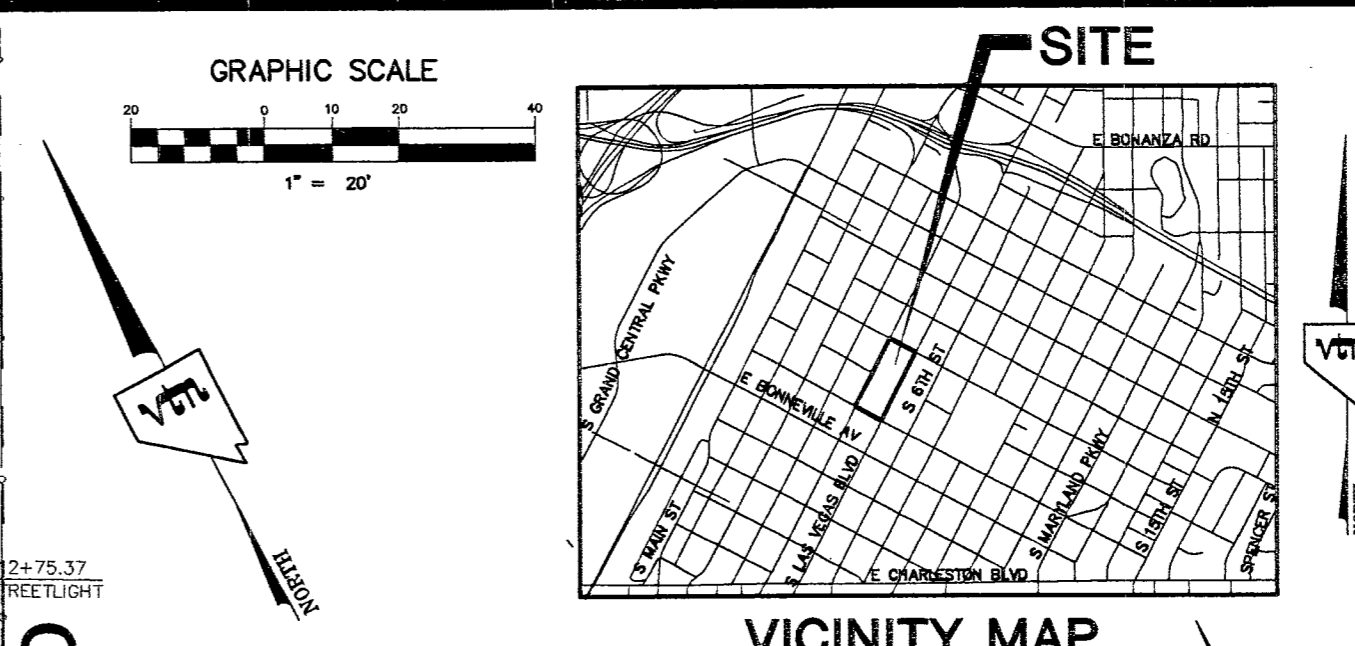 GRAPHIC SCALE
20 0 10 20 40
1" = 20'
vtn
NORTH
2+75.37
REETLIGHT
SITE
E BONANZA RD
S GRAND CENTRAL PKWY
E BONNEVILLE AV
S 6TH ST
S LAS VEGAS BLVD
S MAIN ST
S MARYLAND PKWY
S 15TH ST
N 15TH ST
SPENCER ST
E CHARLESTON BLVD
VICINITY MAP